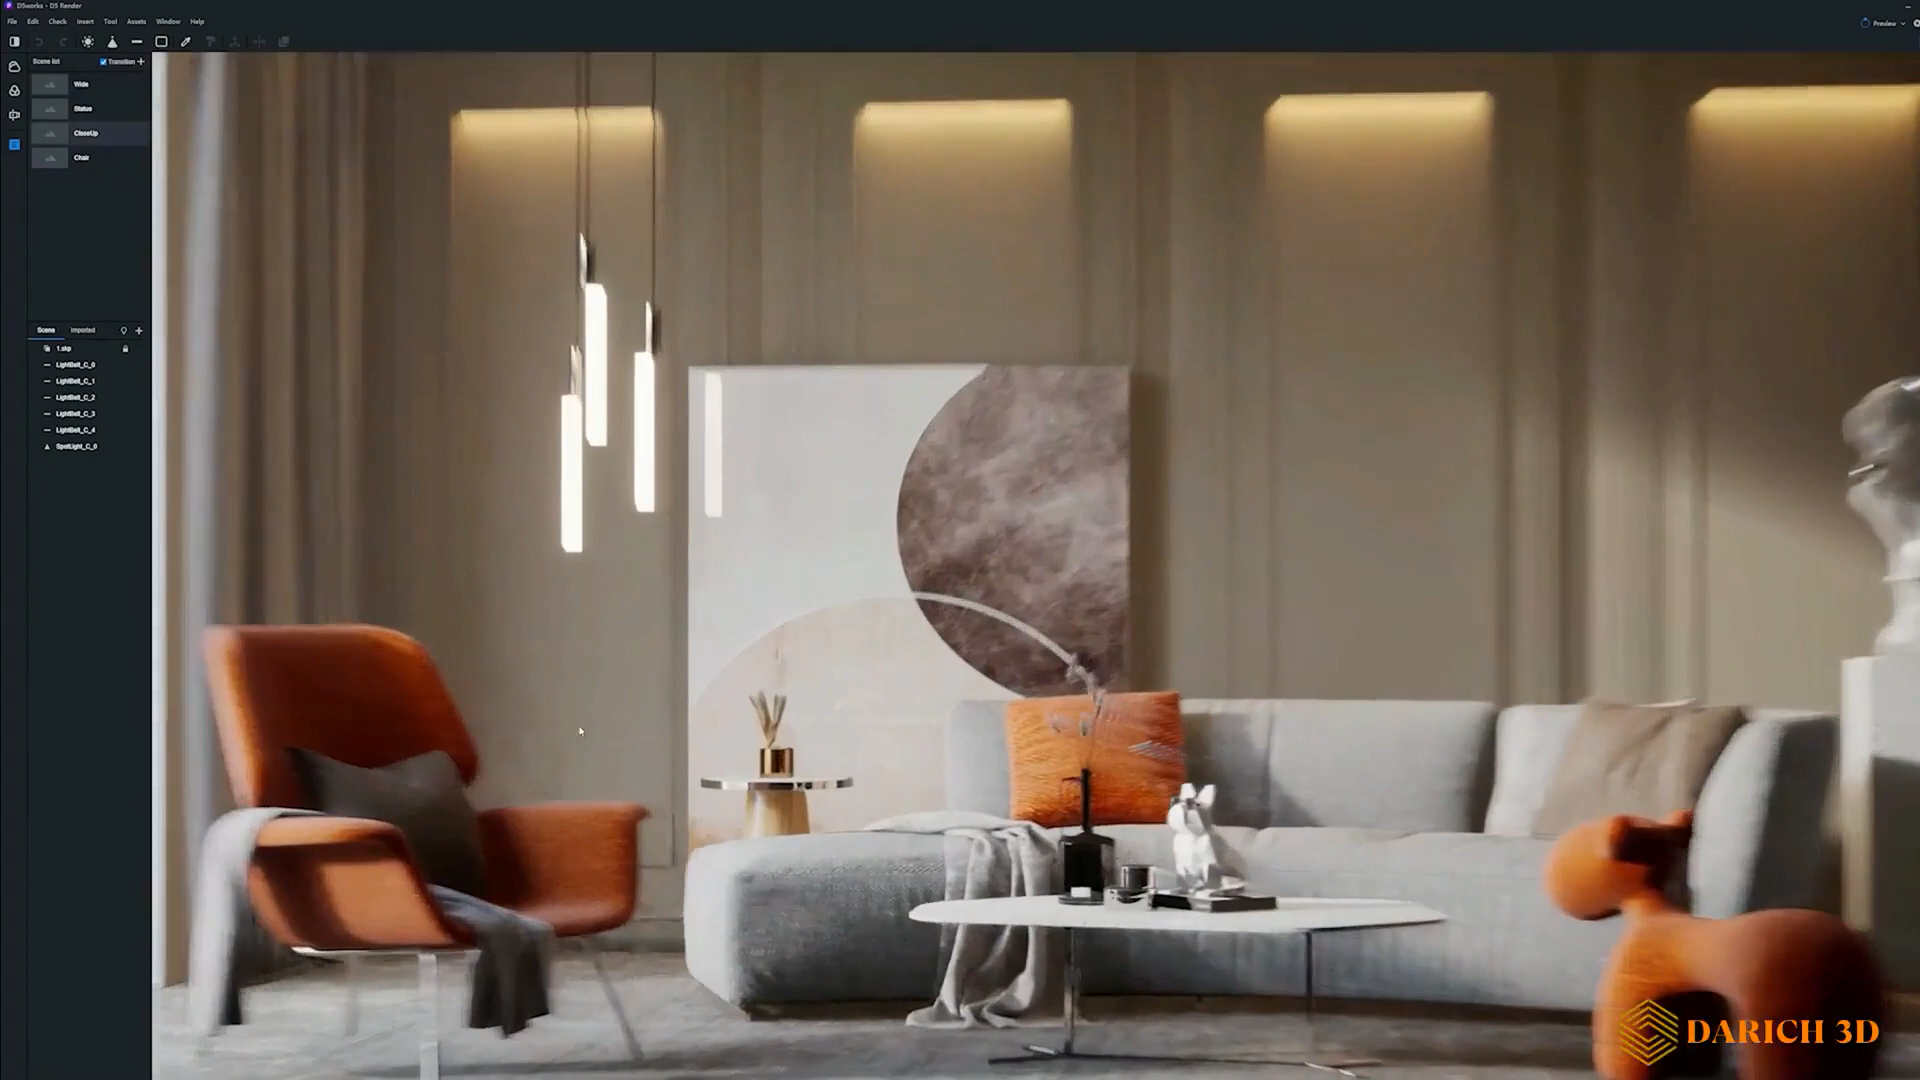 D5works - D5 Render
File Edit Check Insert Tool Assets Window Help
Preview
Scene list Transition
Wide
Statue
CloseUp
Chair
Scene Imported
1.skp
LightBelt_C_0
LightBelt_C_1
LightBelt_C_2
LightBelt_C_3
LightBelt_C_4
SpotLight_C_0
DARICH 3D